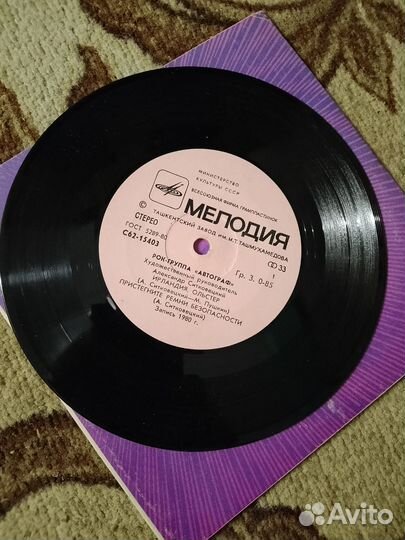 МИНИСТЕРСТВО
КУЛЬТУРЫ СССР
ВСЕСОЮЗНАЯ ФИРМА ГРАМПЛАСТИНОК
МЕЛОДИЯ
ТАШКЕНТСКИЙ ЗАВОД ИМ. М.Т. ТАШМУХАМЕДОВА
©
СТЕРЕО
ГОСТ 5289-80
С62-15403
33
1
Гр. 3. 0-85
РОК-ГРУППА «АВТОГРАФ»
Художественный руководитель
Александр Ситковецкий
ИРЛАНДИЯ. ОЛЬСТЕР
(А. Ситковецкий—М. Пушкин)
ПРИСТЕГНИТЕ РЕМНИ БЕЗОПАСНОСТИ
(А. Ситковецкий)
Запись 1980 г.
Avito